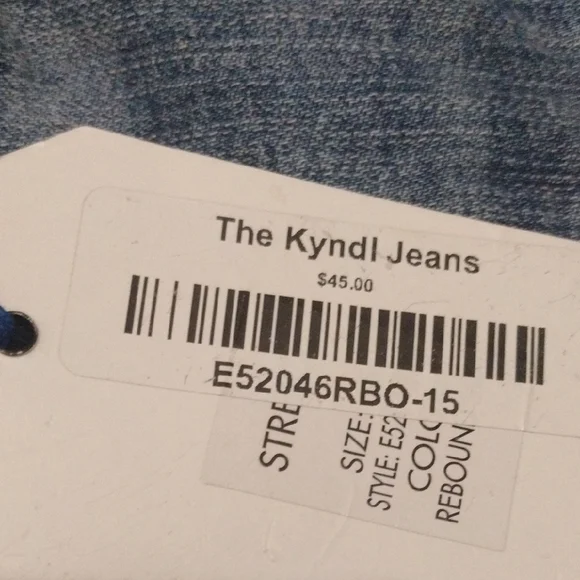 The Kyndl Jeans
$45.00
E52046RBO-15
STRE
SIZE:
STYLE: E52
COLO
REBOUN